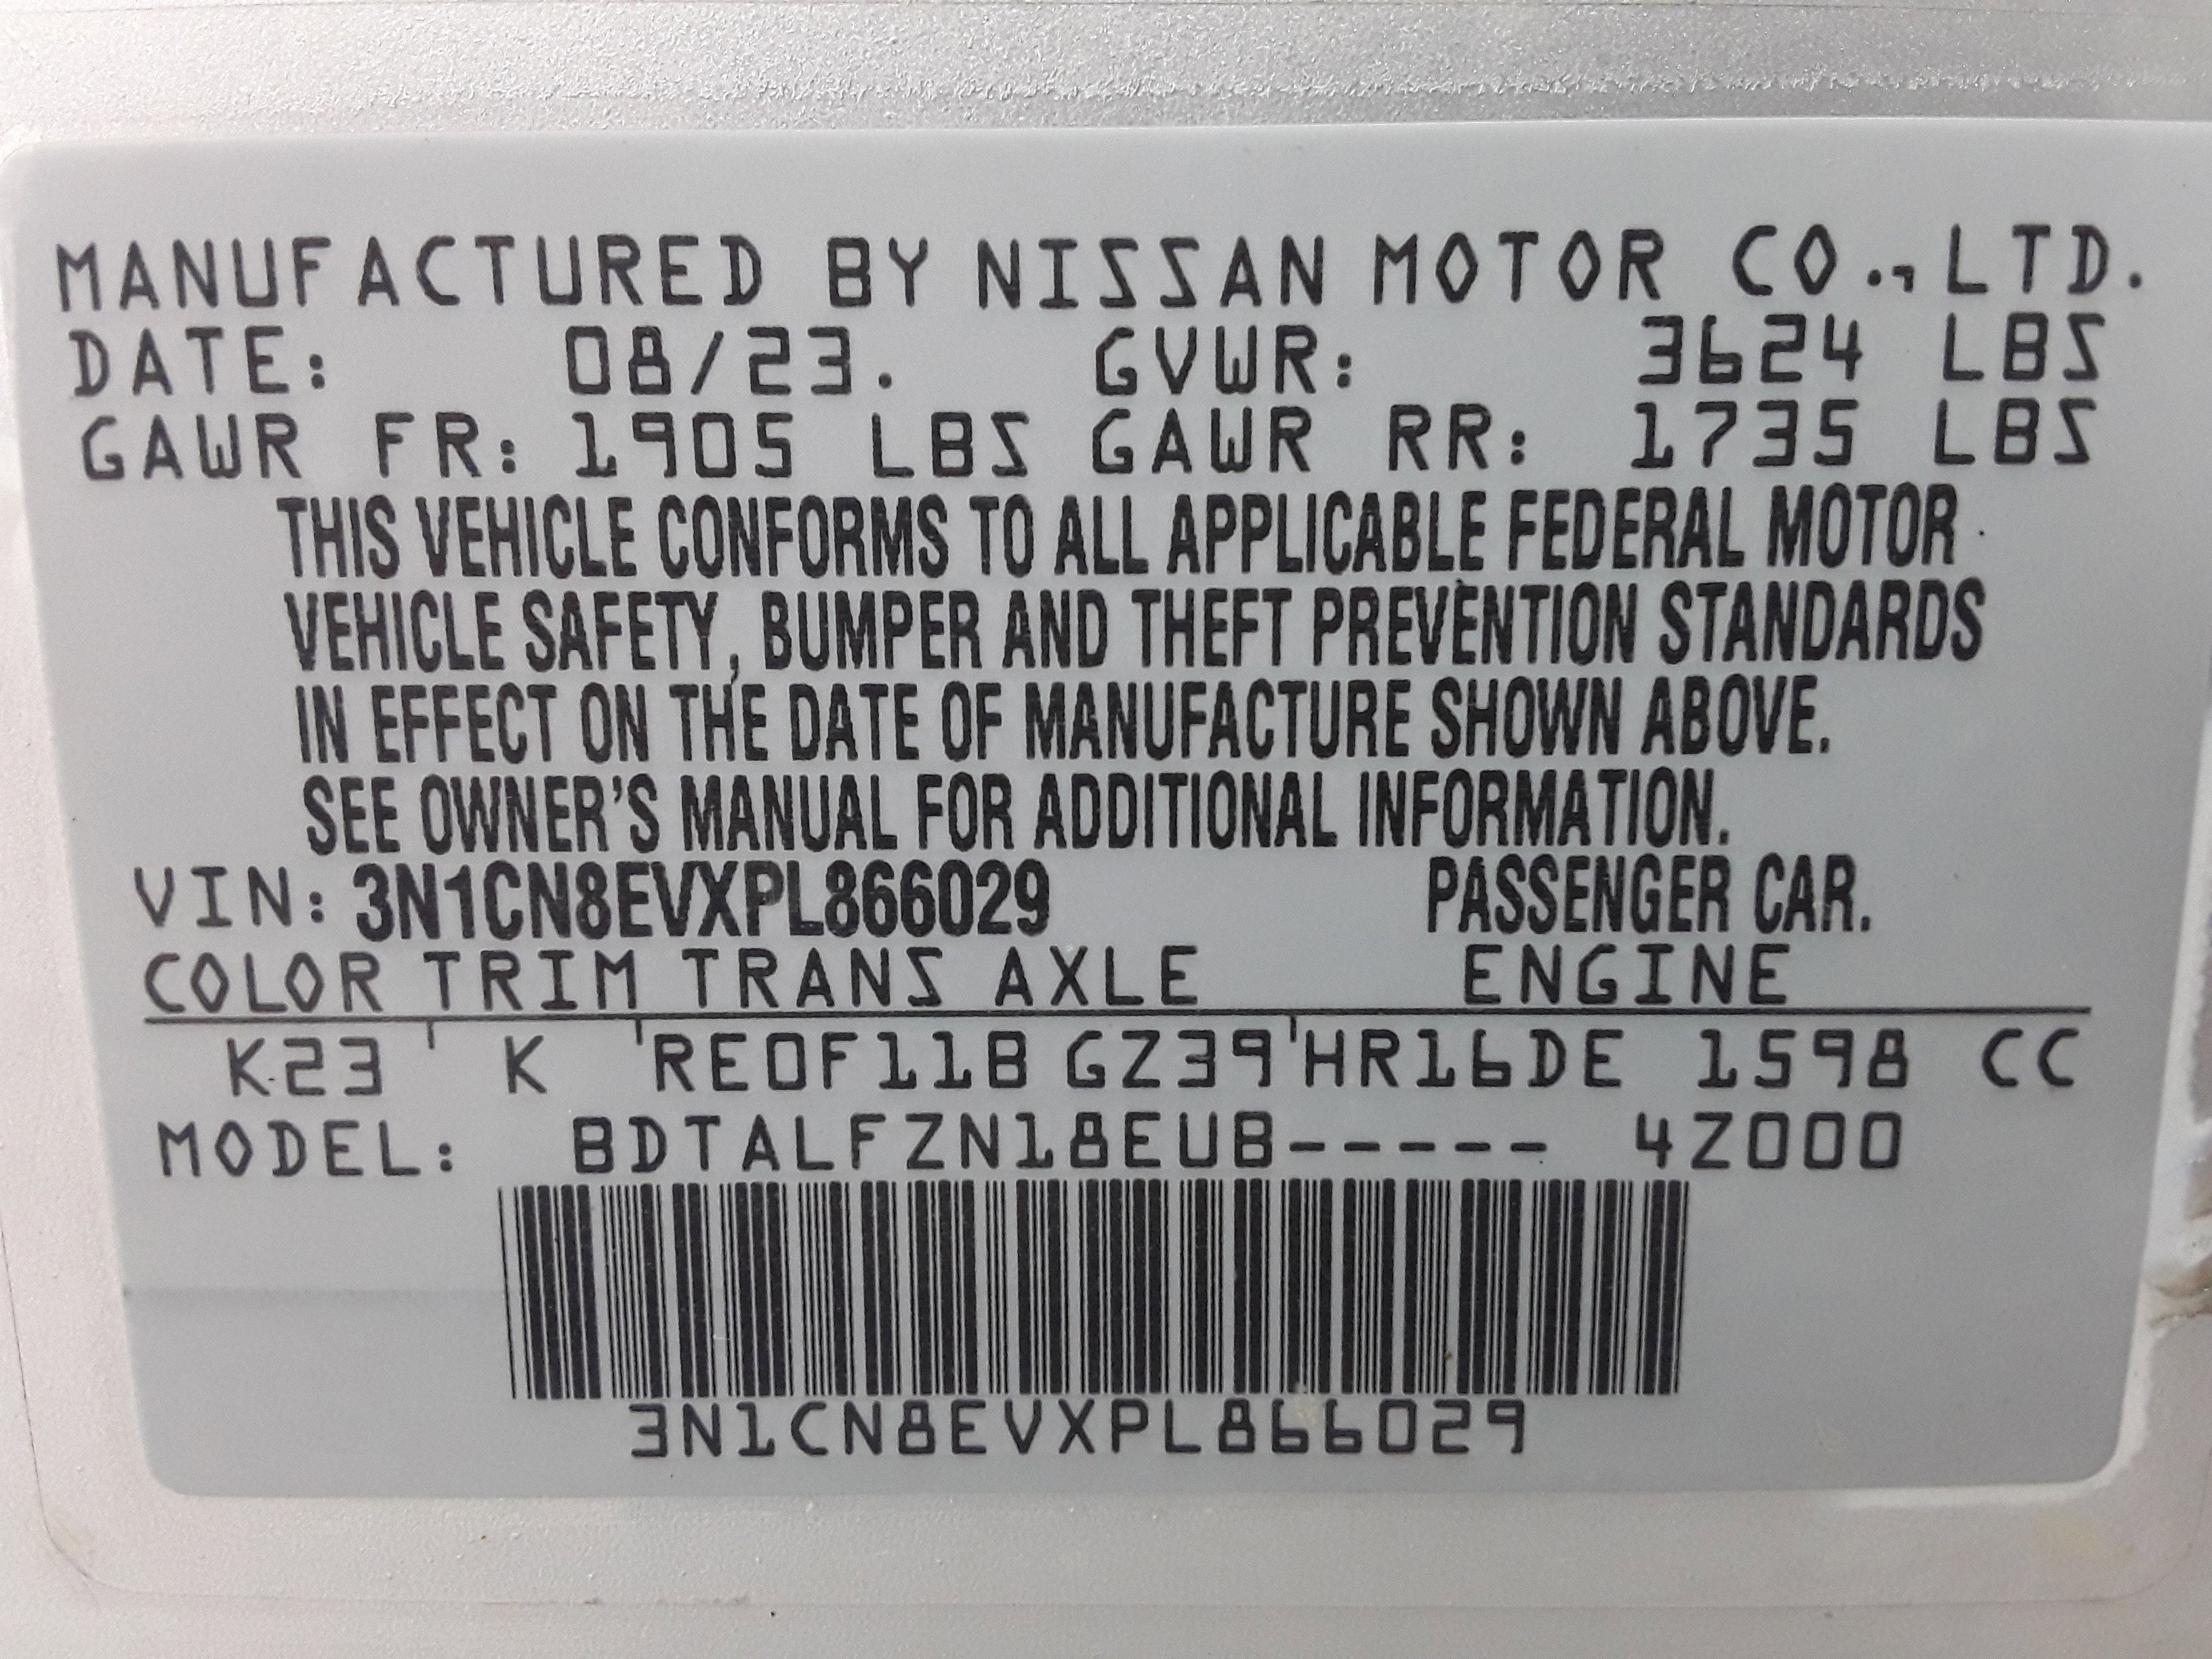 MANUFACTURED BY NISSAN MOTOR CO., LTD.
DATE: 08/23. GVWR: 3624 LBS
GAWR FR: 1905 LBS GAWR RR: 1735 LBS
THIS VEHICLE CONFORMS TO ALL APPLICABLE FEDERAL MOTOR
VEHICLE SAFETY, BUMPER AND THEFT PREVENTION STANDARDS
IN EFFECT ON THE DATE OF MANUFACTURE SHOWN ABOVE.
SEE OWNER'S MANUAL FOR ADDITIONAL INFORMATION.
VIN: 3N1CN8EVXPL866029 PASSENGER CAR.
COLOR TRIM TRANS AXLE ENGINE
K23 K RE0F11B GZ39 HR16DE 1598 CC
MODEL: BDTALFZN18EUB----- 4Z000
3N1CN8EVXPL866029